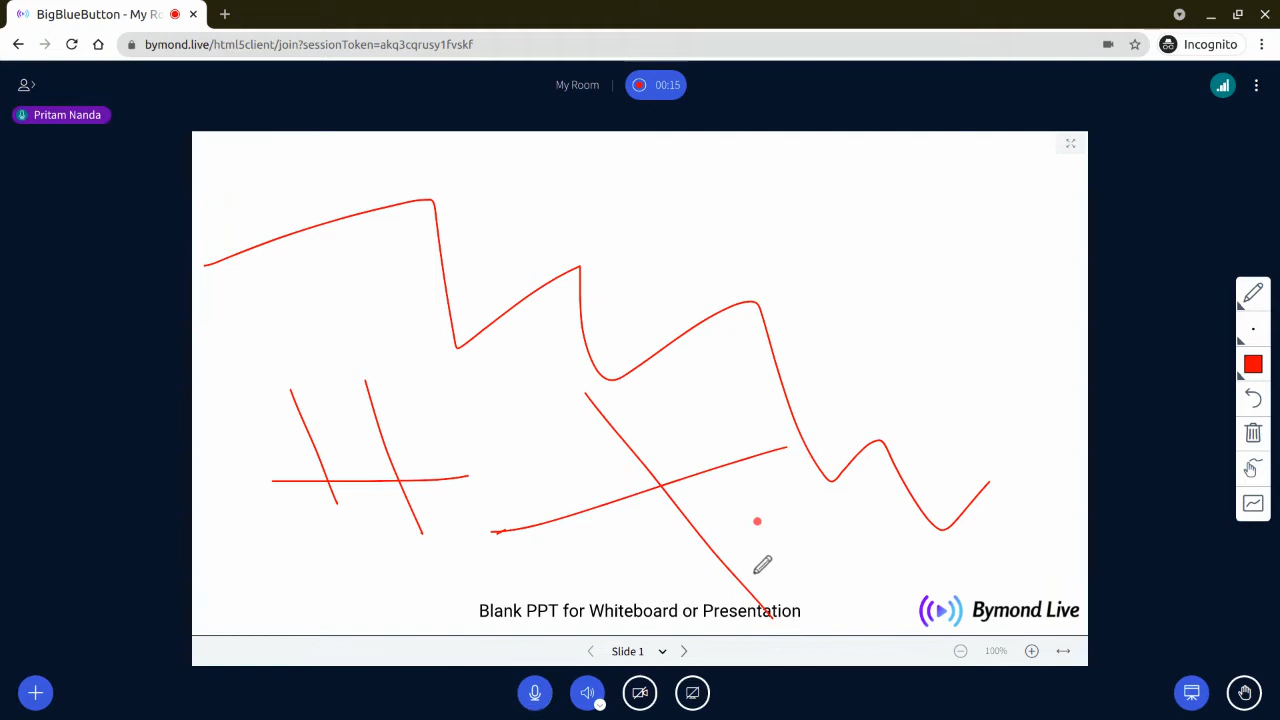 BigBlueButton - My Ro
bymond.live/html5client/join?sessionToken=akq3cqrusy1fvskf
Incognito
My Room
00:15
Pritam Nanda
Blank PPT for Whiteboard or Presentation
Bymond Live
Slide 1
100%